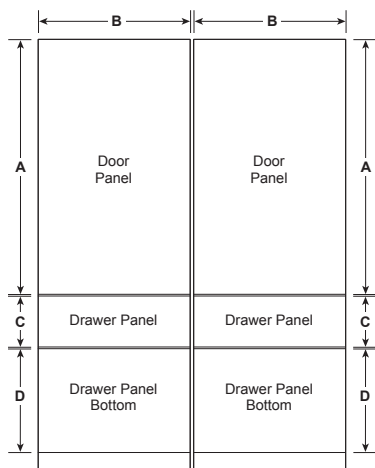 B B
Door
Panel
Door
Panel
A A
Drawer Panel Drawer Panel
C C
Drawer Panel
Bottom
Drawer Panel
Bottom
D D